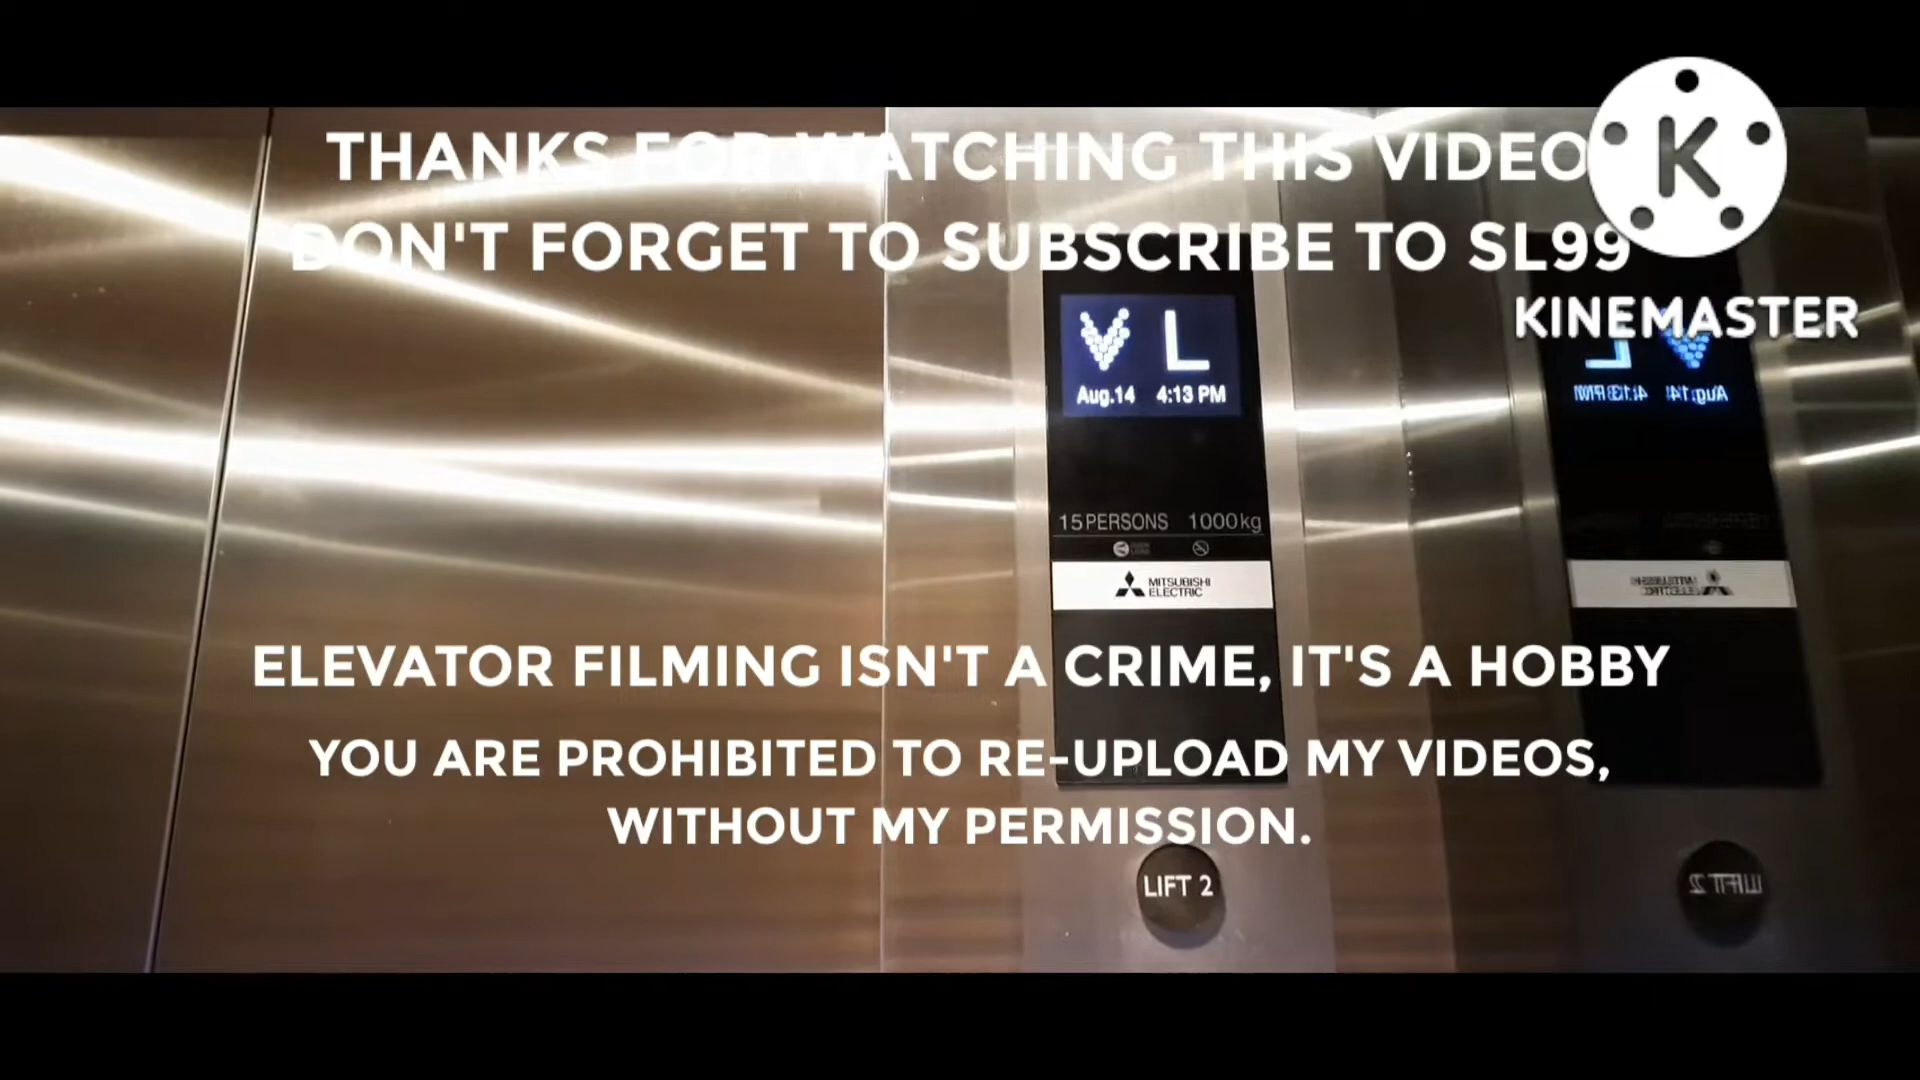 THANKS FOR WATCHING THIS VIDEO
DON'T FORGET TO SUBSCRIBE TO SL99
K
KINEMASTER
L
Aug.14 4:13 PM
15 PERSONS 1000kg
MITSUBISHI
ELECTRIC
ELEVATOR FILMING ISN'T A CRIME, IT'S A HOBBY
YOU ARE PROHIBITED TO RE-UPLOAD MY VIDEOS,
WITHOUT MY PERMISSION.
LIFT 2